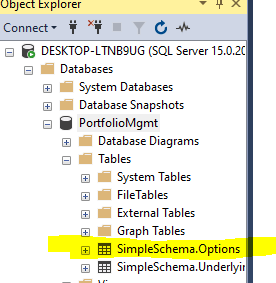 Object Explorer
Connect
DESKTOP-LTNB9UG (SQL Server 15.0.20
Databases
System Databases
Database Snapshots
PortfolioMgmt
Database Diagrams
Tables
System Tables
FileTables
External Tables
Graph Tables
SimpleSchema.Options
SimpleSchema.Underlyin